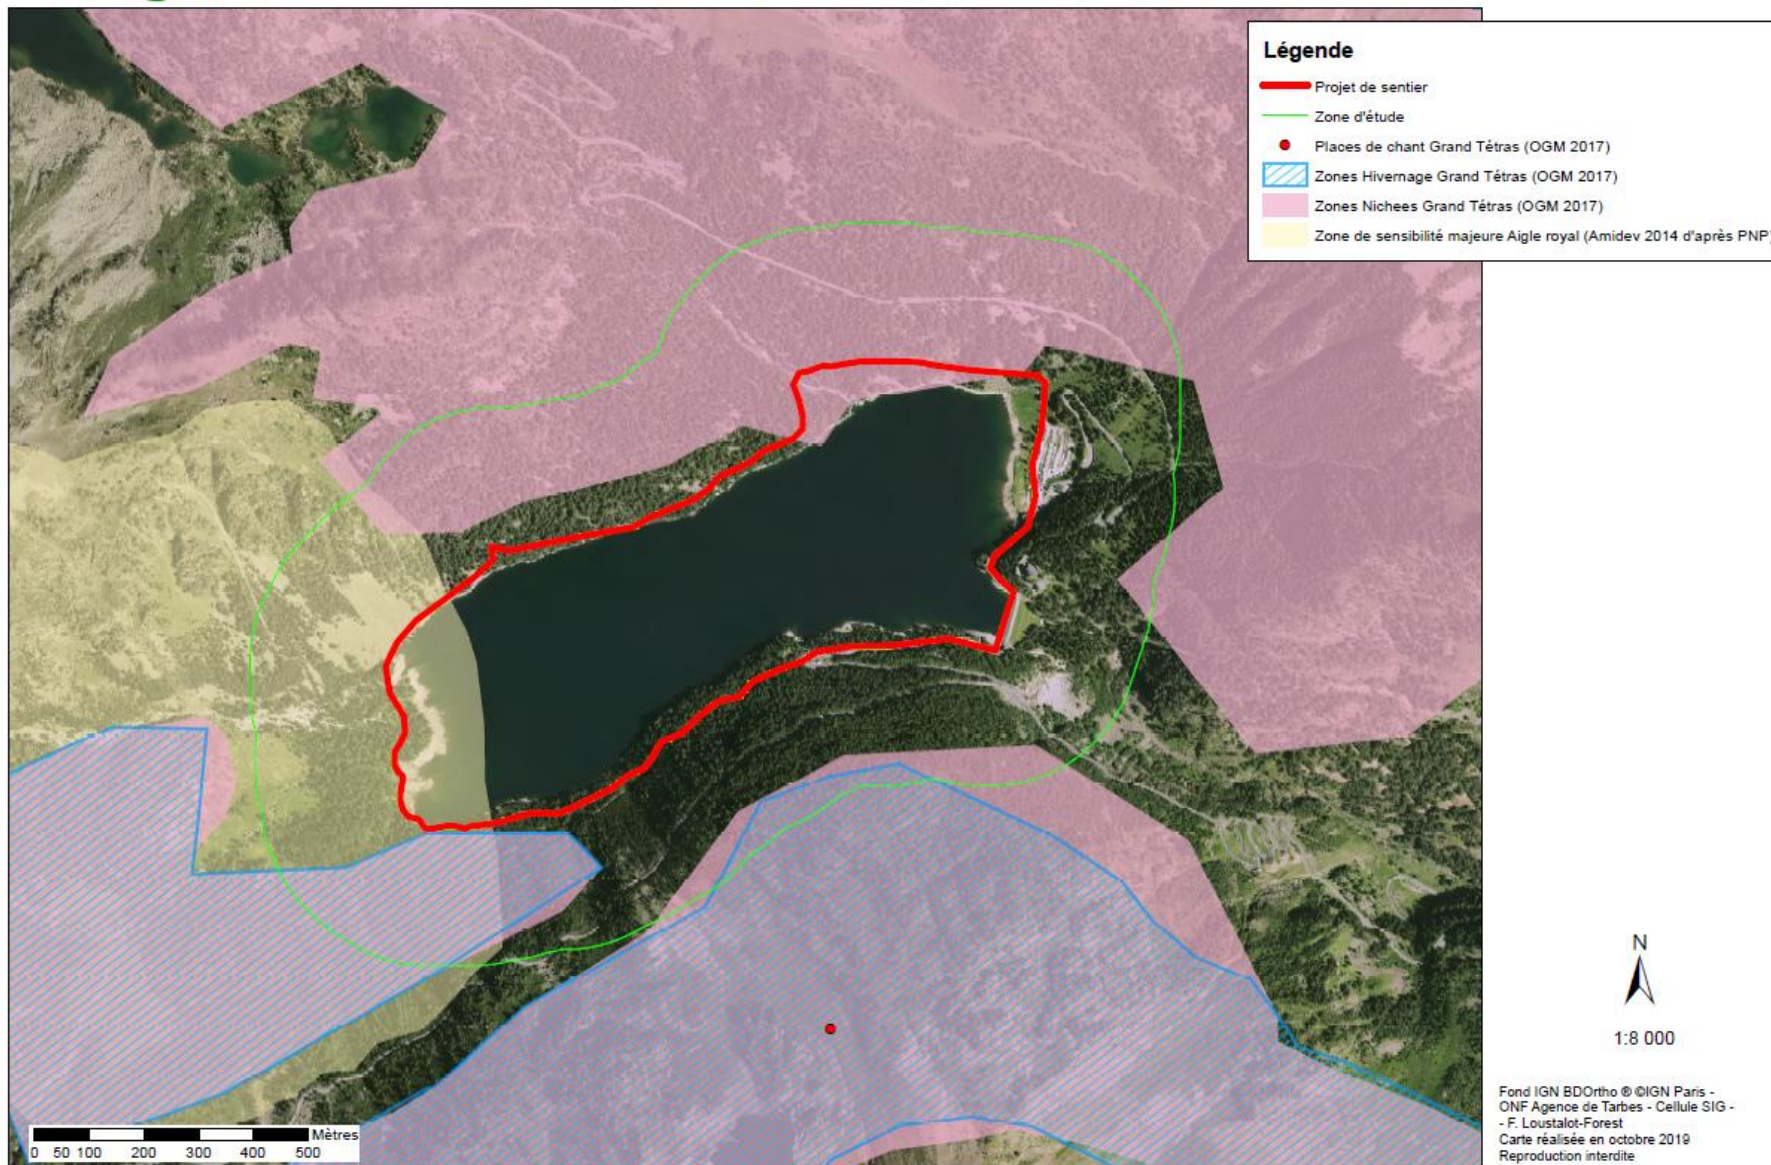 Légende
Projet de sentier
Zone d'étude
Places de chant Grand Tétras (OGM 2017)
Zones Hivernage Grand Tétras (OGM 2017)
Zones Nichees Grand Tétras (OGM 2017)
Zone de sensibilité majeure Aigle royal (Amidev 2014 d'après PNP)
N
1:8 000
Fond IGN BDOrtho ® ©IGN Paris -
ONF Agence de Tarbes - Cellule SIG -
- F. Loustalot-Forest
Carte réalisée en octobre 2019
Reproduction interdite
Mètres
0 50 100 200 300 400 500